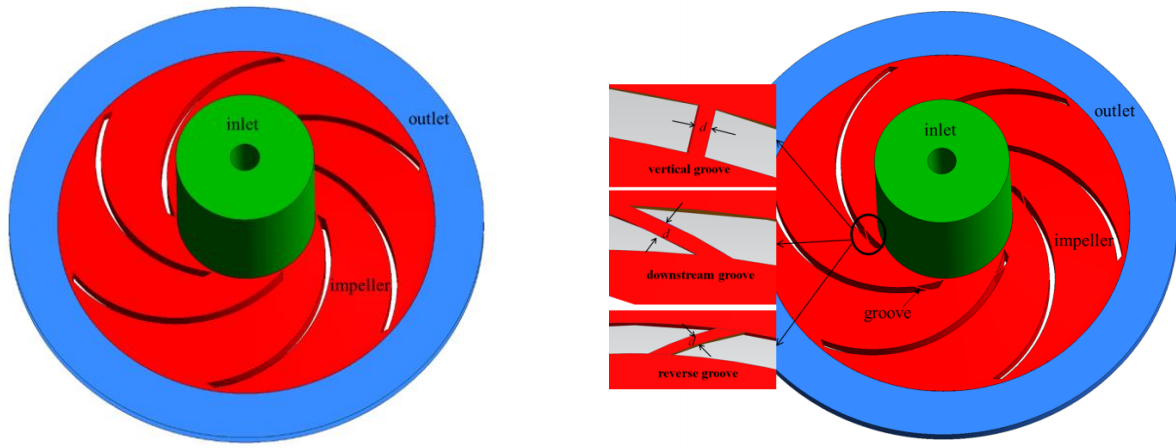 inlet
outlet
impeller
d
vertical groove
d
downstream groove
d
reverse groove
inlet
outlet
impeller
groove